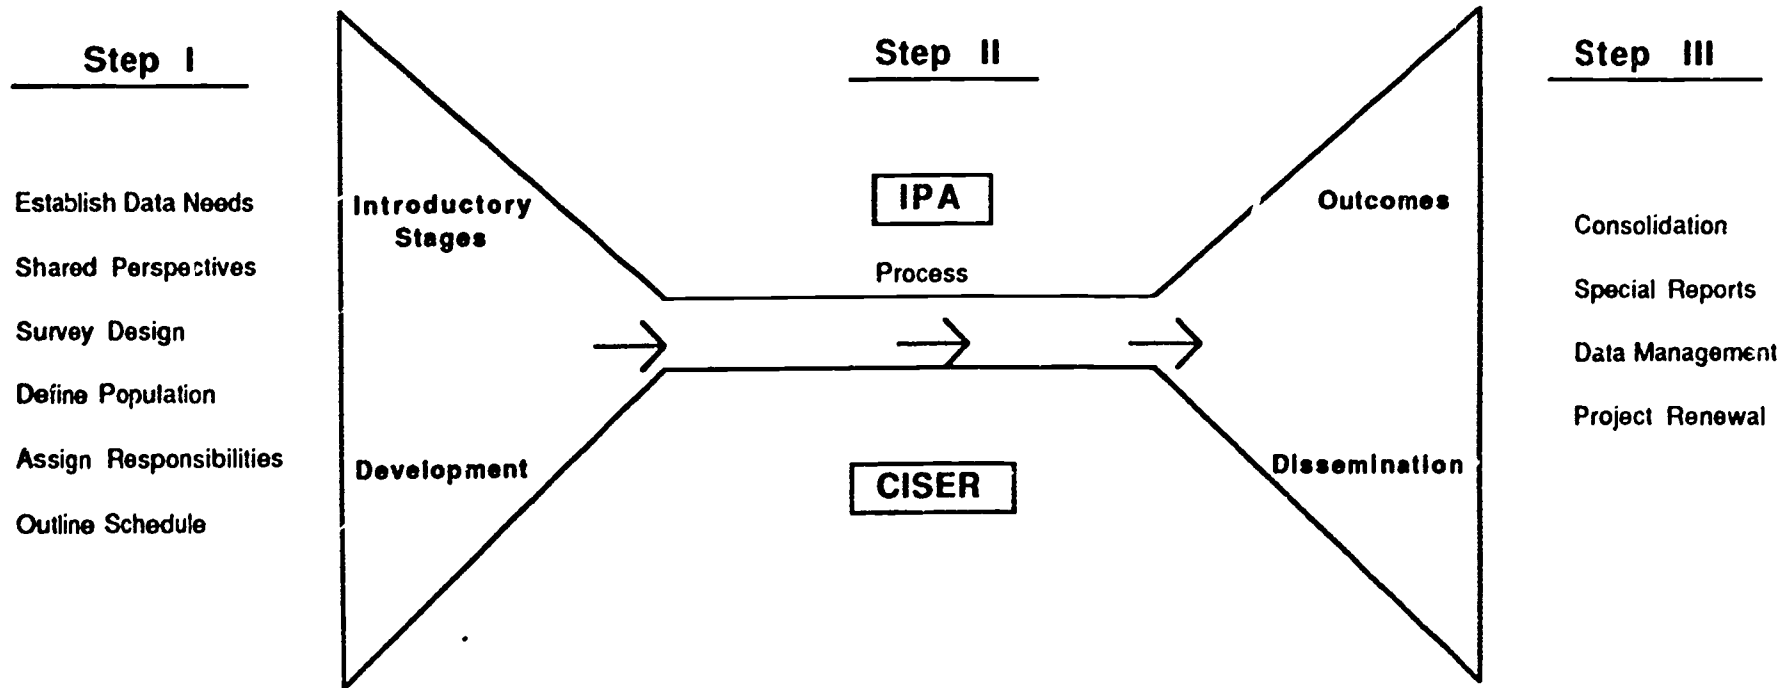 Step I
Establish Data Needs
Shared Perspectives
Survey Design
Define Population
Assign Responsibilities
Outline Schedule
Introductory
Stages
Development
Step II
IPA
Process
CISER
Outcomes
Dissemination
Step III
Consolidation
Special Reports
Data Management
Project Renewal